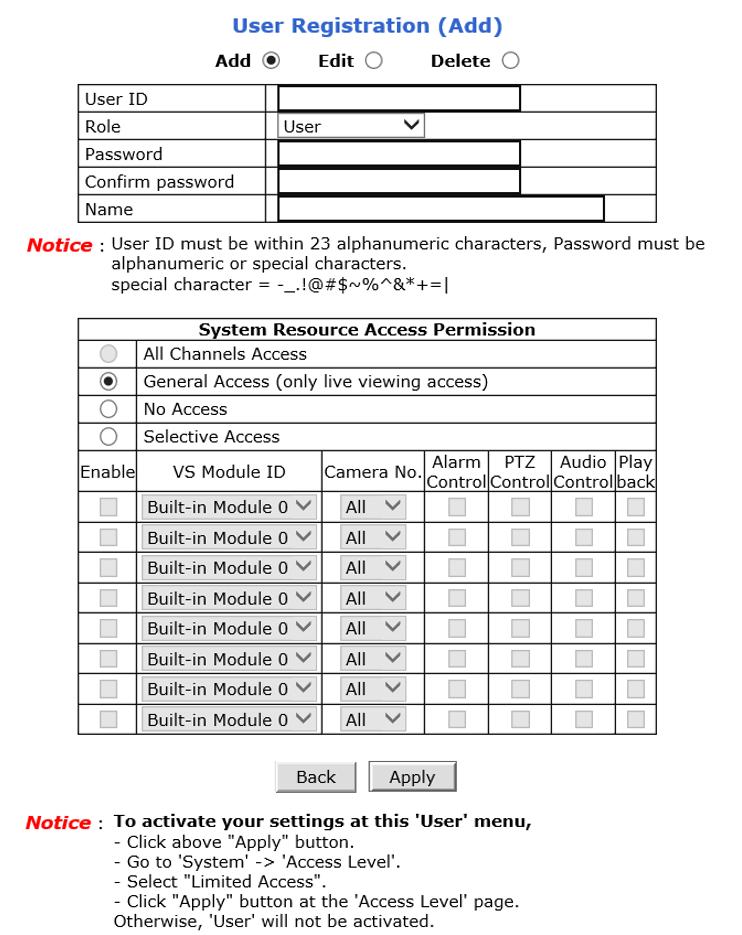 User Registration (Add)
Add Edit Delete
User ID
Role User
Password
Confirm password
Name
Notice : User ID must be within 23 alphanumeric characters, Password must be
alphanumeric or special characters.
special character = -_.!@#$~%^&*+=|
System Resource Access Permission
All Channels Access
General Access (only live viewing access)
No Access
Selective Access
Enable VS Module ID Camera No. Alarm Control PTZ Control Audio Control Play back
Built-in Module 0 All
Built-in Module 0 All
Built-in Module 0 All
Built-in Module 0 All
Built-in Module 0 All
Built-in Module 0 All
Built-in Module 0 All
Built-in Module 0 All
Back Apply
Notice : To activate your settings at this 'User' menu,
- Click above "Apply" button.
- Go to 'System' -> 'Access Level'.
- Select "Limited Access".
- Click "Apply" button at the 'Access Level' page.
Otherwise, 'User' will not be activated.